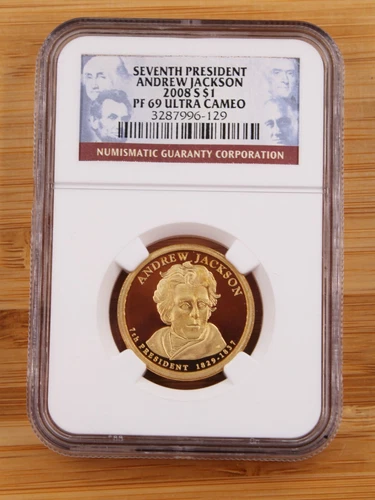 SEVENTH PRESIDENT
ANDREW JACKSON
2008 S $1
PF 69 ULTRA CAMEO
3287996-129
NUMISMATIC GUARANTY CORPORATION
ANDREW JACKSON
7th PRESIDENT 1829-1837